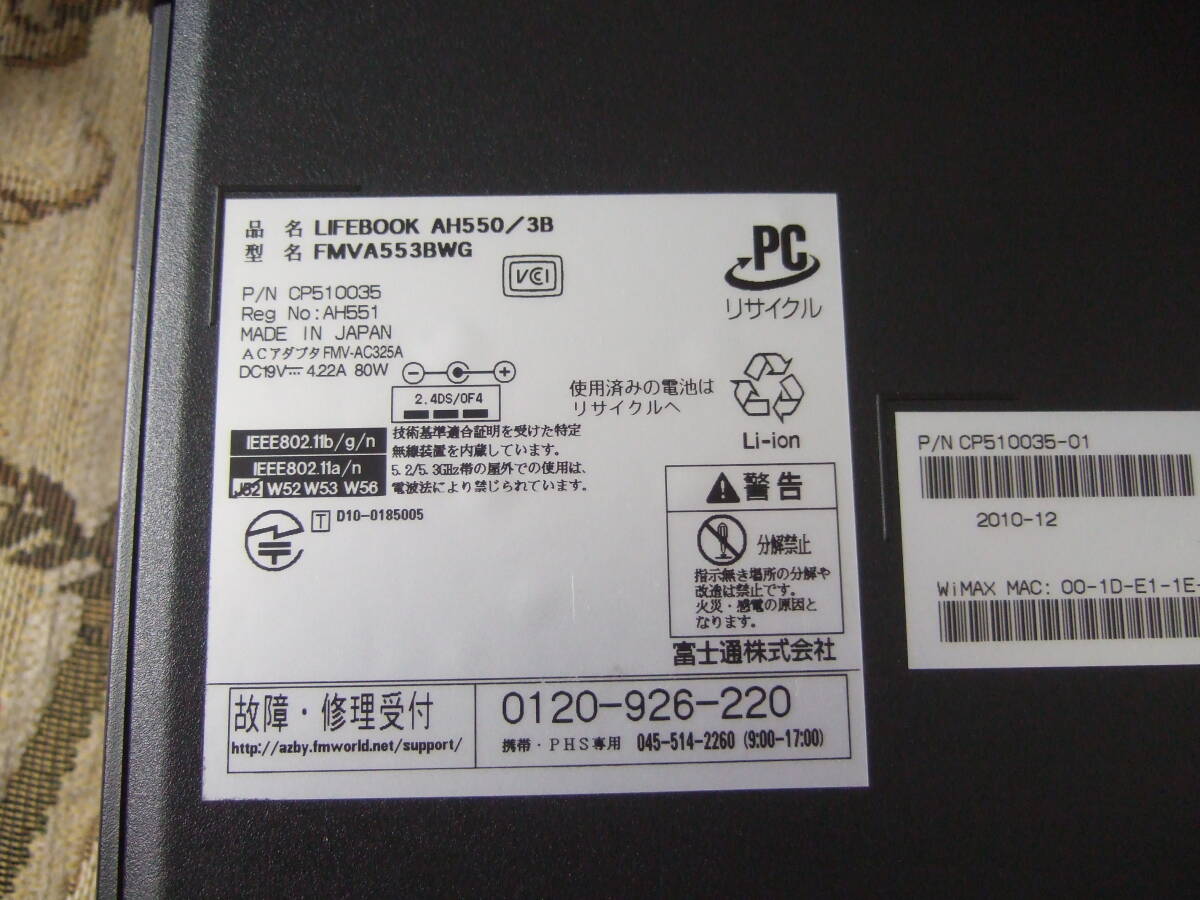 品 名 LIFEBOOK AH550/3B
型 名 FMVA553BWG
VCI
P/N CP510035
Reg No:AH551
MADE IN JAPAN
ACアダプタ FMV-AC325A
DC19V 4.22A 80W
2.4DS/OF4
IEEE802.11b/g/n
IEEE802.11a/n
J52 W52 W53 W56
技術基準適合証明を受けた特定
無線装置を内蔵しています。
5.2/5.3GHz帯の屋外での使用は、
電波法により禁じられています。
T D10-0185005
PC
リサイクル
使用済みの電池は
リサイクルへ
Li-ion
警告
分解禁止
指示無き場所の分解や
改造は禁止です。
火災・感電の原因と
なります。
富士通株式会社
故障・修理受付
http://azby.fmworld.net/support/
0120-926-220
携帯・PHS専用 045-514-2260 (9:00-17:00)
P/N CP510035-01
2010-12
WiMAX MAC: 00-1D-E1-1E-